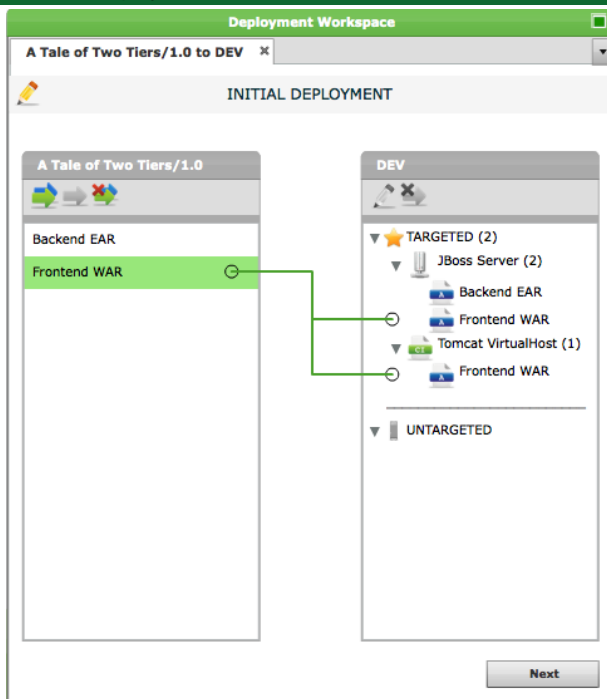 Deployment Workspace
A Tale of Two Tiers/1.0 to DEV
INITIAL DEPLOYMENT
A Tale of Two Tiers/1.0
Backend EAR
Frontend WAR
DEV
TARGETED (2)
JBoss Server (2)
A Backend EAR
A Frontend WAR
CI Tomcat VirtualHost (1)
A Frontend WAR
UNTARGETED
Next